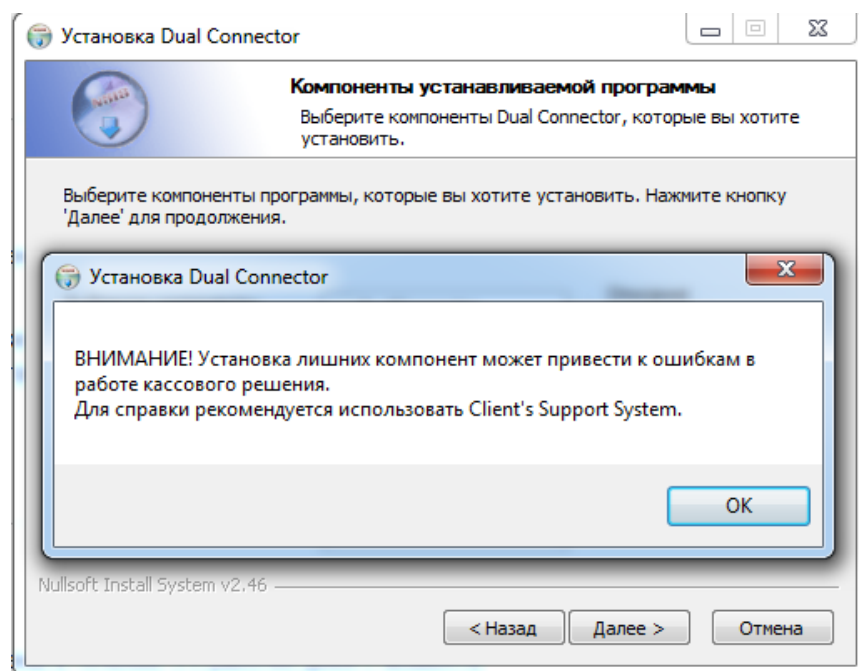 Установка Dual Connector
Компоненты устанавливаемой программы
Выберите компоненты Dual Connector, которые вы хотите
установить.
Выберите компоненты программы, которые вы хотите установить. Нажмите кнопку
'Далее' для продолжения.
Установка Dual Connector
ВНИМАНИЕ! Установка лишних компонент может привести к ошибкам в
работе кассового решения.
Для справки рекомендуется использовать Client's Support System.
OK
Nullsoft Install System v2.46
< Назад
Далее >
Отмена